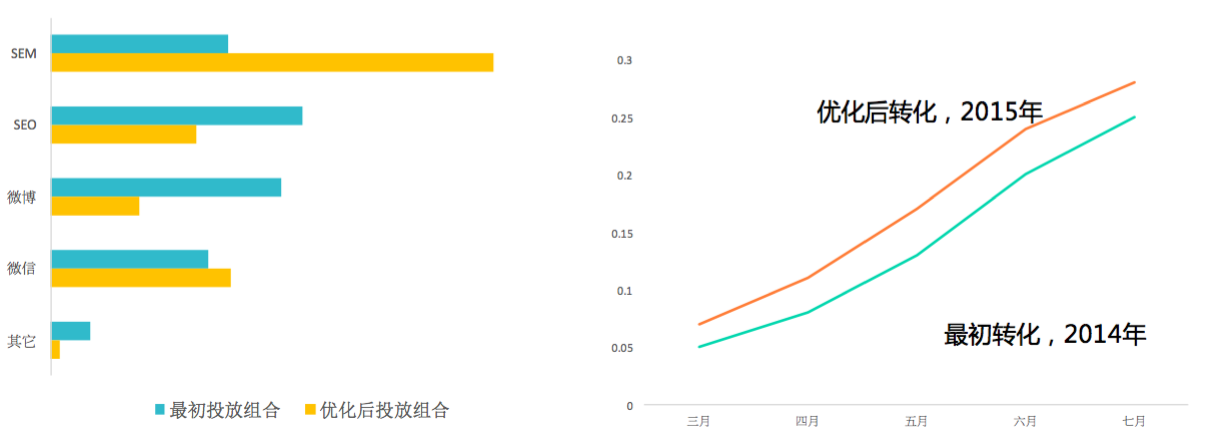 SEM
SEO
微博
微信
其它
最初投放组合 优化后投放组合
0.3
0.25
0.2
0.15
0.1
0.05
0
优化后转化，2015年
最初转化，2014年
三月 四月 五月 六月 七月